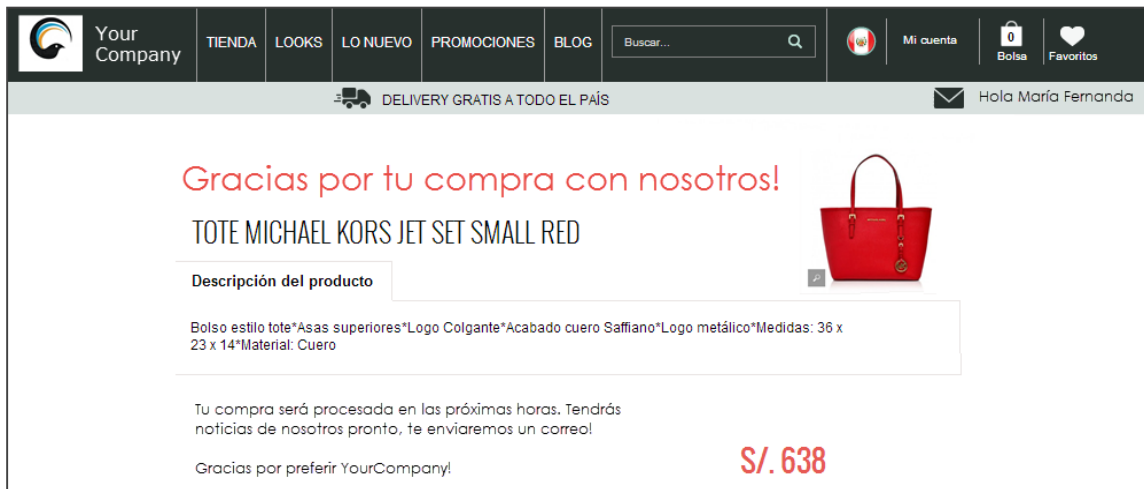 Your
Company
TIENDA LOOKS LO NUEVO PROMOCIONES BLOG Buscar... Mi cuenta 0
Bolsa Favoritos
DELIVERY GRATIS A TODO EL PAÍS Hola María Fernanda
Gracias por tu compra con nosotros!
TOTE MICHAEL KORS JET SET SMALL RED
Descripción del producto
Bolso estilo tote*Asas superiores*Logo Colgante*Acabado cuero Saffiano*Logo metálico*Medidas: 36 x
23 x 14*Material: Cuero
Tu compra será procesada en las próximas horas. Tendrás
noticias de nosotros pronto, te enviaremos un correo!
Gracias por preferir YourCompany!
S/. 638